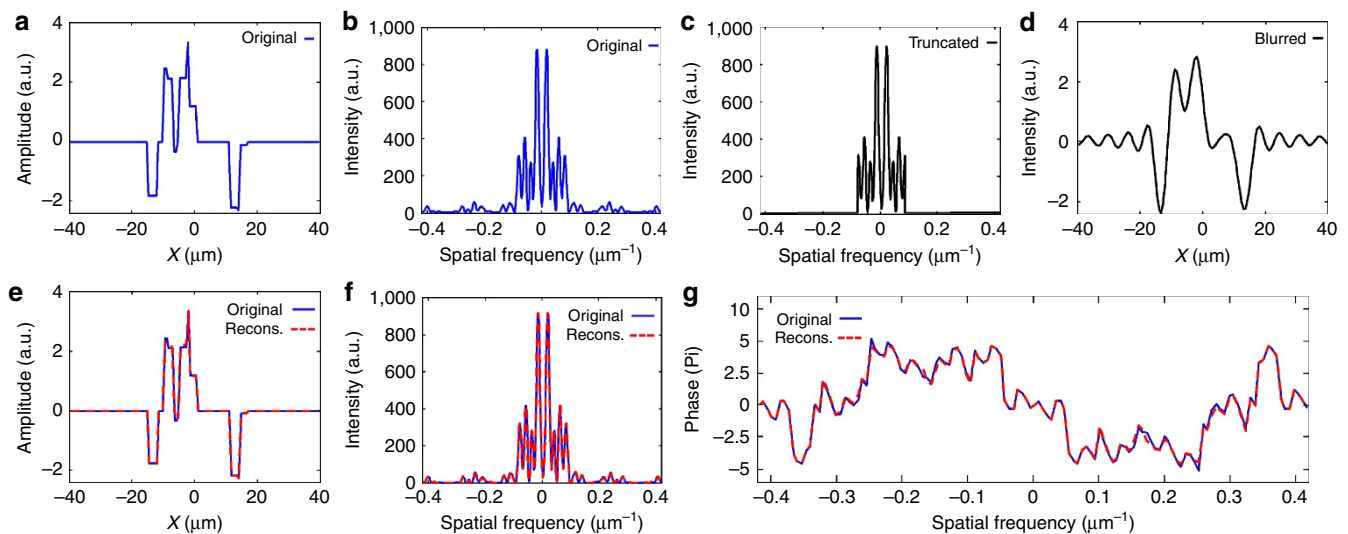 a
Original
Amplitude (a.u.)
4
2
0
−2
−40
−20
0
20
40
X (μm)
b
Original
Intensity (a.u.)
1,000
800
600
400
200
0
−0.4
−0.2
0
0.2
0.4
Spatial frequency (μm⁻¹)
c
Truncated
Intensity (a.u.)
1,000
800
600
400
200
0
−0.4
−0.2
0
0.2
0.4
Spatial frequency (μm⁻¹)
d
Blurred
Intensity (a.u.)
4
2
0
−2
−40
−20
0
20
40
X (μm)
e
Original
Recons.
Amplitude (a.u.)
4
2
0
−2
−40
−20
0
20
40
X (μm)
f
Original
Recons.
Intensity (a.u.)
1,000
800
600
400
200
0
−0.4
−0.2
0
0.2
0.4
Spatial frequency (μm⁻¹)
g
Original
Recons.
Phase (Pi)
10
5
2.5
0
−2.5
−5
−0.4
−0.3
−0.2
−0.1
0
0.1
0.2
0.3
0.4
Spatial frequency (μm⁻¹)